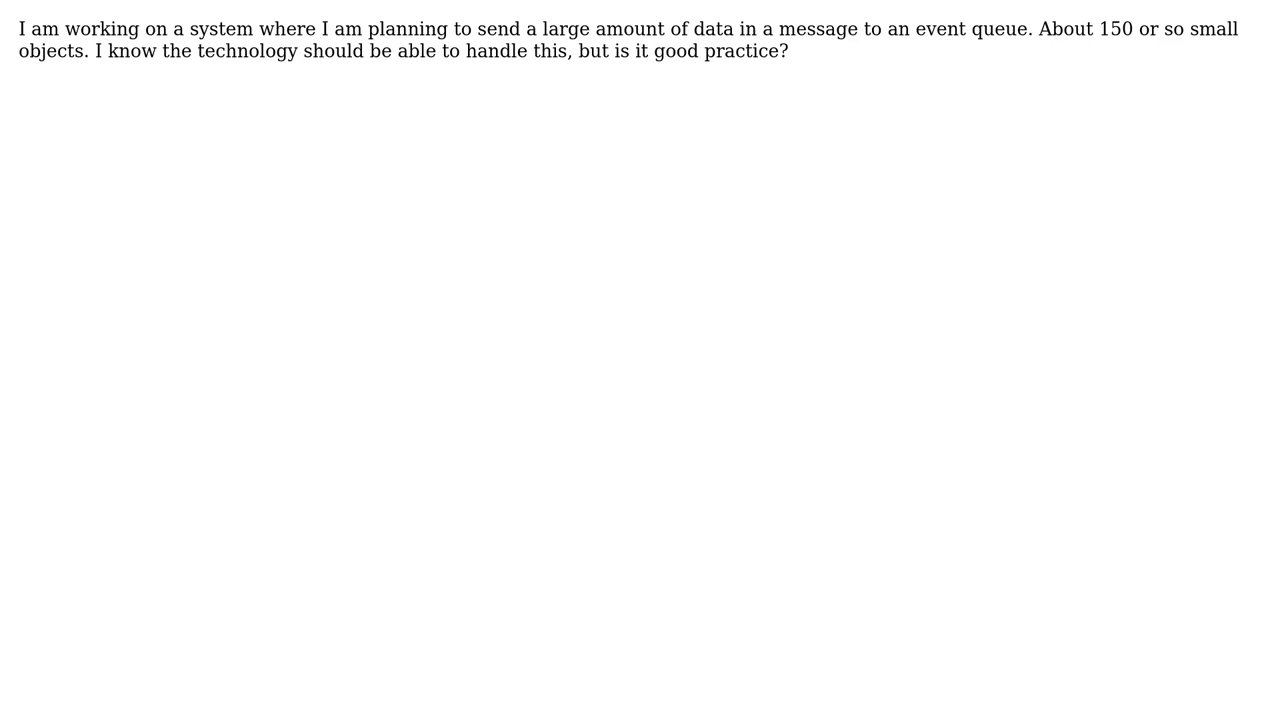 I am working on a system where I am planning to send a large amount of data in a message to an event queue. About 150 or so small
objects. I know the technology should be able to handle this, but is it good practice?